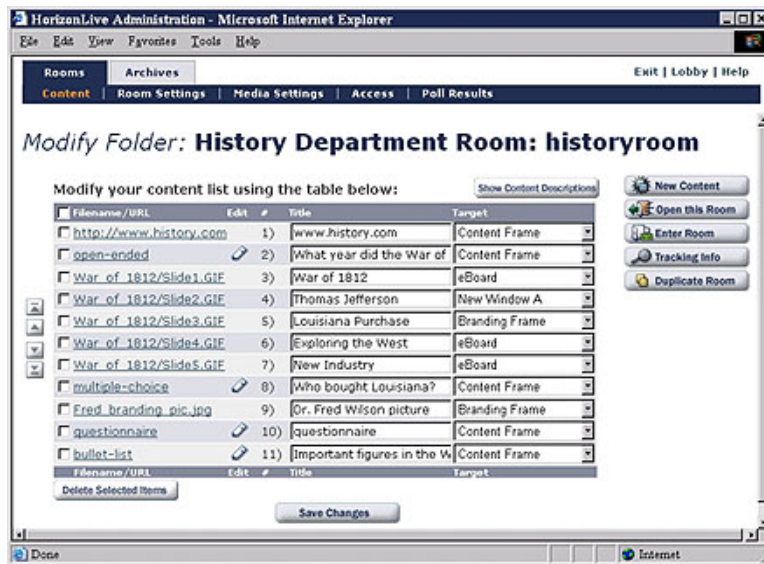 HorizonLive Administration - Microsoft Internet Explorer
File Edit View Favorites Tools Help
Rooms Archives Exit | Lobby | Help
Content | Room Settings | Media Settings | Access | Poll Results
Modify Folder: History Department Room: historyroom
Modify your content list using the table below: Show Content Descriptions
New Content
Open this Room
Enter Room
Tracking Info
Duplicate Room
Filename/URL Edit # Title Target
http://www.history.com 1) www.history.com Content Frame
open-ended 2) What year did the War of Content Frame
War of 1812/Slide1.GIF 3) War of 1812 eBoard
War of 1812/Slide2.GIF 4) Thomas Jefferson New Window A
War of 1812/Slide3.GIF 5) Louisiana Purchase Branding Frame
War of 1812/Slide4.GIF 6) Exploring the West eBoard
War of 1812/Slide5.GIF 7) New Industry eBoard
multiple-choice 8) Who bought Louisiana? Content Frame
Fred branding pic.jpg 9) Dr. Fred Wilson picture Branding Frame
questionnaire 10) questionnaire Content Frame
bullet-list 11) Important figures in the W Content Frame
Filename/URL Edit # Title Target
Delete Selected Items
Save Changes
Done Internet